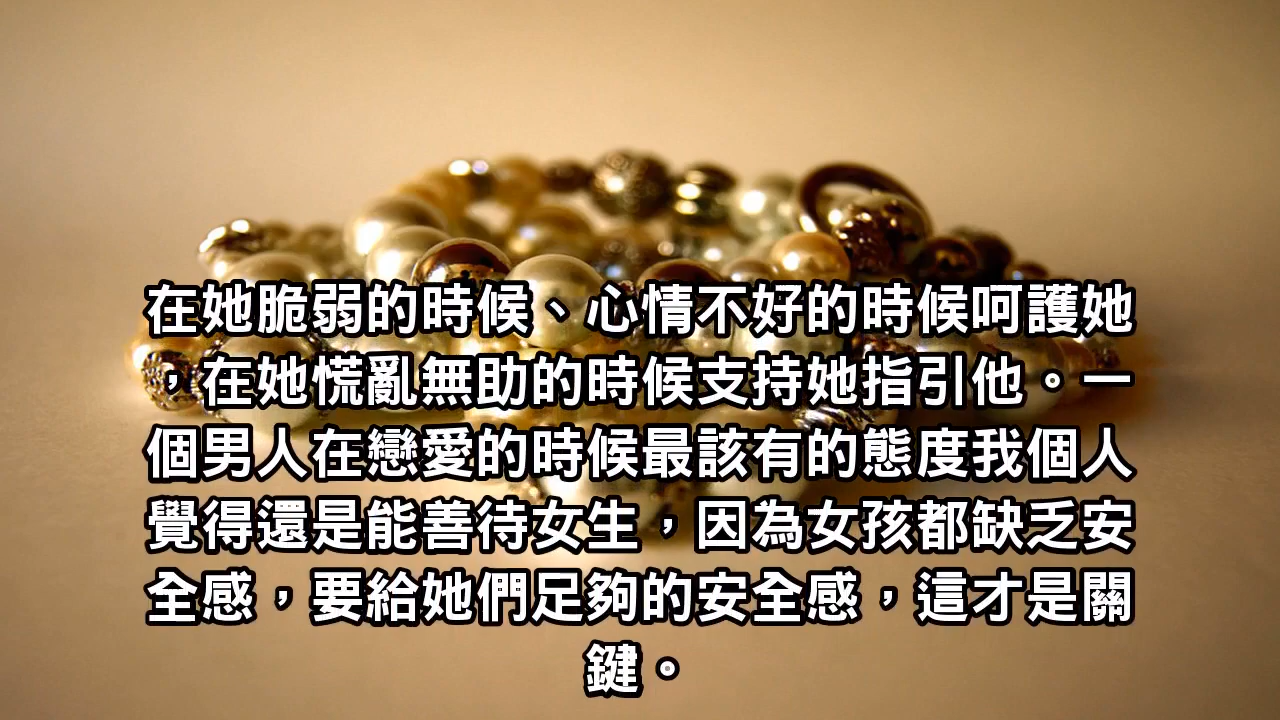 在她脆弱的時候、心情不好的時候呵護她
，在她慌亂無助的時候支持她指引他。一
個男人在戀愛的時候最該有的態度我個人
覺得還是能善待女生，因為女孩都缺乏安
全感，要給她們足夠的安全感，這才是關
鍵。